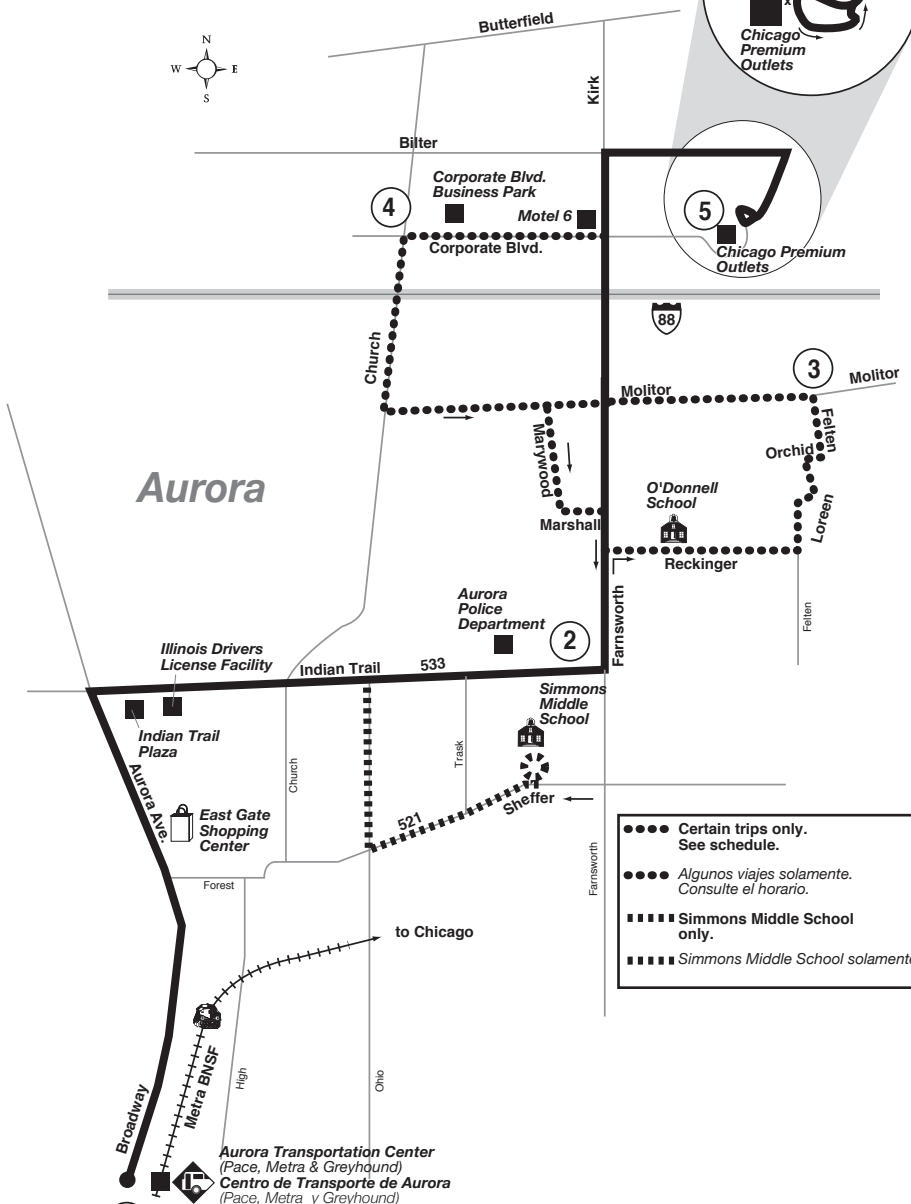 Butterfield
x
Chicago
Premium
Outlets
N
W
E
S
Kirk
Bilter
Corporate Blvd.
Business Park
4
Motel 6
5
Corporate Blvd.
Chicago Premium
Outlets
88
Church
3
Molitor
Molitor
Felten
Marywood
Orchid
Aurora
O'Donnell
School
Loreen
Marshall
Reckinger
Aurora
Police
Department
2
Farnsworth
Felten
Illinois Drivers
License Facility
Indian Trail
533
Simmons
Middle
School
Indian Trail
Plaza
Church
Trask
Aurora Ave.
East Gate
Shopping
Center
521
Sheffer
Farnsworth
Forest
Certain trips only.
See schedule.
Algunos viajes solamente.
Consulte el horario.
Simmons Middle School
only.
Simmons Middle School solamente
to Chicago
Metra BNSF
High
Ohio
Broadway
Aurora Transportation Center
(Pace, Metra & Greyhound)
Centro de Transporte de Aurora
(Pace, Metra y Greyhound)